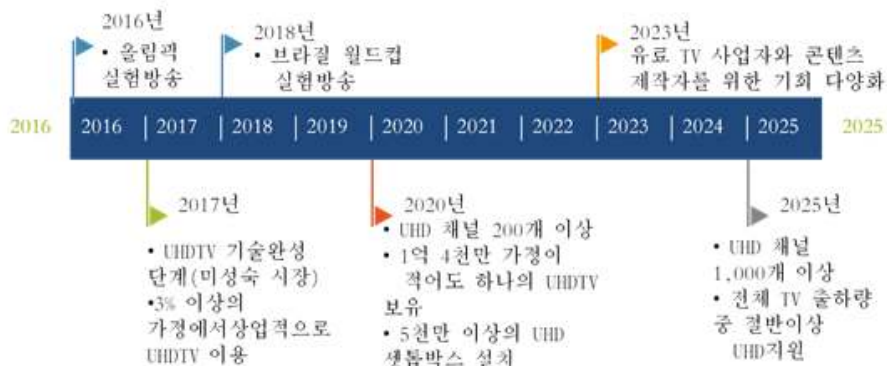 2016년
• 올림픽
실험방송
2018년
• 브라질 월드컵
실험방송
2023년
유료 TV 사업자와 콘텐츠
제작자를 위한 기회 다양화
2016
2016
2017
2018
2019
2020
2021
2022
2023
2024
2025
2025
2017년
• UHDTV 기술완성
단계(미성숙 시장)
•3% 이상의
가정에서상업적으로
UHDTV 이용
2020년
• UHD 채널 200개 이상
• 1억 4천만 가정이
적어도 하나의 UHDTV
보유
• 5천만 이상의 UHD
셋톱박스 설치
2025년
• UHD 채널
1,000개 이상
• 전체 TV 출하량
중 절반이상
UHD지원